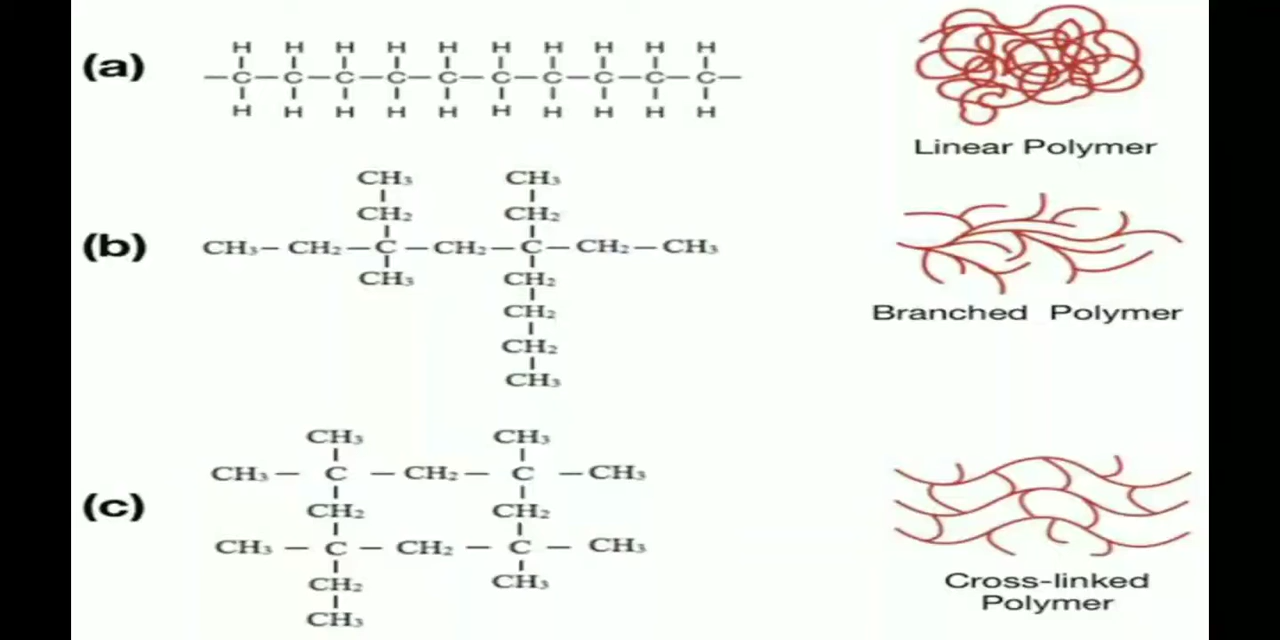 (a)
H H H H H H H H H H
—C—C—C—C—C—C—C—C—C—C—
H H H H H H H H H H
Linear Polymer
(b)
CH₃ CH₃
CH₂ CH₂
CH₃— CH₂—C— CH₂—C— CH₂—CH₃
CH₃ CH₂
CH₂
CH₂
CH₃
Branched Polymer
(c)
CH₃ CH₃
CH₃— C —CH₂— C —CH₃
CH₂ CH₂
CH₃ — C — CH₂ — C — CH₃
CH₂ CH₃
CH₃
Cross-linked
Polymer